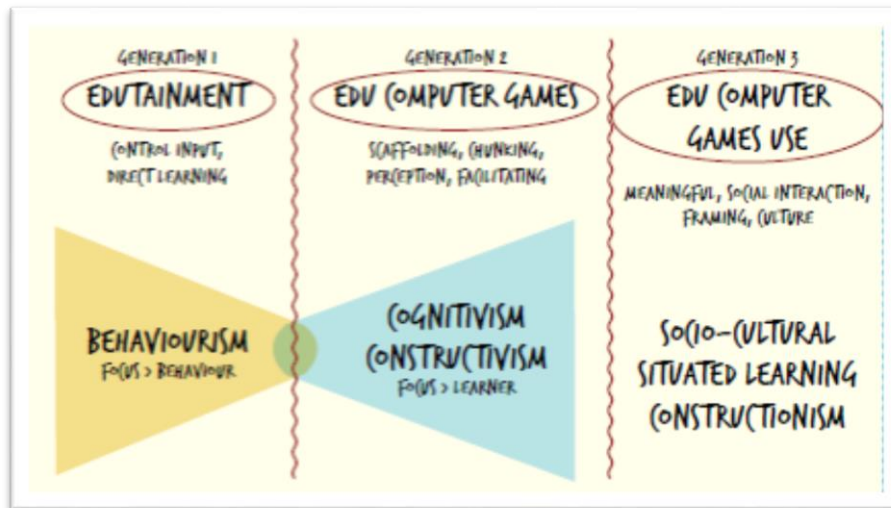 GENERATION 1
EDUTAINMENT
CONTROL INPUT,
DIRECT LEARNING
BEHAVIOURISM
FOCUS > BEHAVIOUR
GENERATION 2
EDU COMPUTER GAMES
SCAFFOLDING, CHUNKING,
PERCEPTION, FACILITATING
COGNITIVISM
CONSTRUCTIVISM
FOCUS > LEARNER
GENERATION 3
EDU COMPUTER
GAMES USE
MEANINGFUL, SOCIAL INTERACTION,
FRAMING, CULTURE
SOCIO-CULTURAL
SITUATED LEARNING
CONSTRUCTIONISM